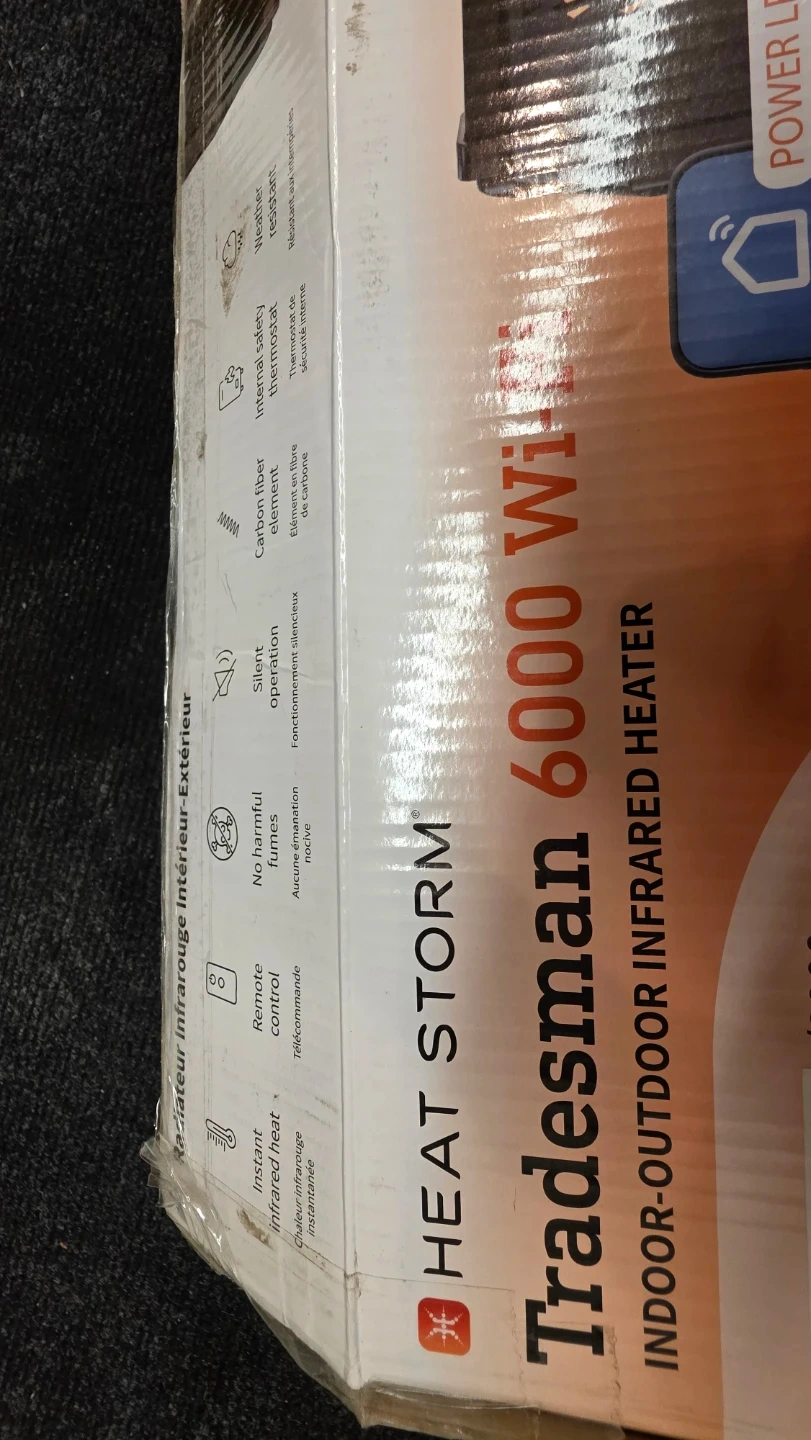 Radiateur Infrarouge Intérieur-Extérieur
Instant
infrared heat
Chaleur infrarouge
instantanée
Remote
control
Télécommande
No harmful
fumes
Aucune émanation
nocive
Silent
operation
Fonctionnement silencieux
Carbon fiber
element
Élément en fibre
de carbone
Internal safety
thermostat
Thermostat de
sécurité interne
Weather
resistant
Résistant aux intempéries
HEAT STORM®
Tradesman 6000 Wi-Fi
INDOOR-OUTDOOR INFRARED HEATER
POWER